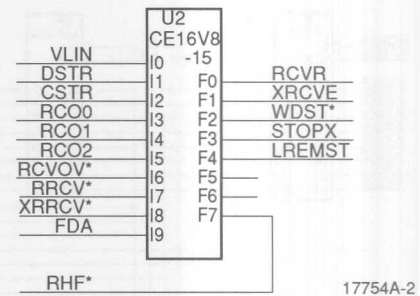 U2
CE16V8
-15
VLIN I0
DSTR I1 F0 RCVR
CSTR I2 F1 XRCVE
RCO0 I3 F2 WDST*
RCO1 I4 F3 STOPX
RCO2 I5 F4 LREMST
RCVOV* I6 F5
RRCV* I7 F6
XRRCV* I8 F7
FDA I9
RHF*
17754A-2